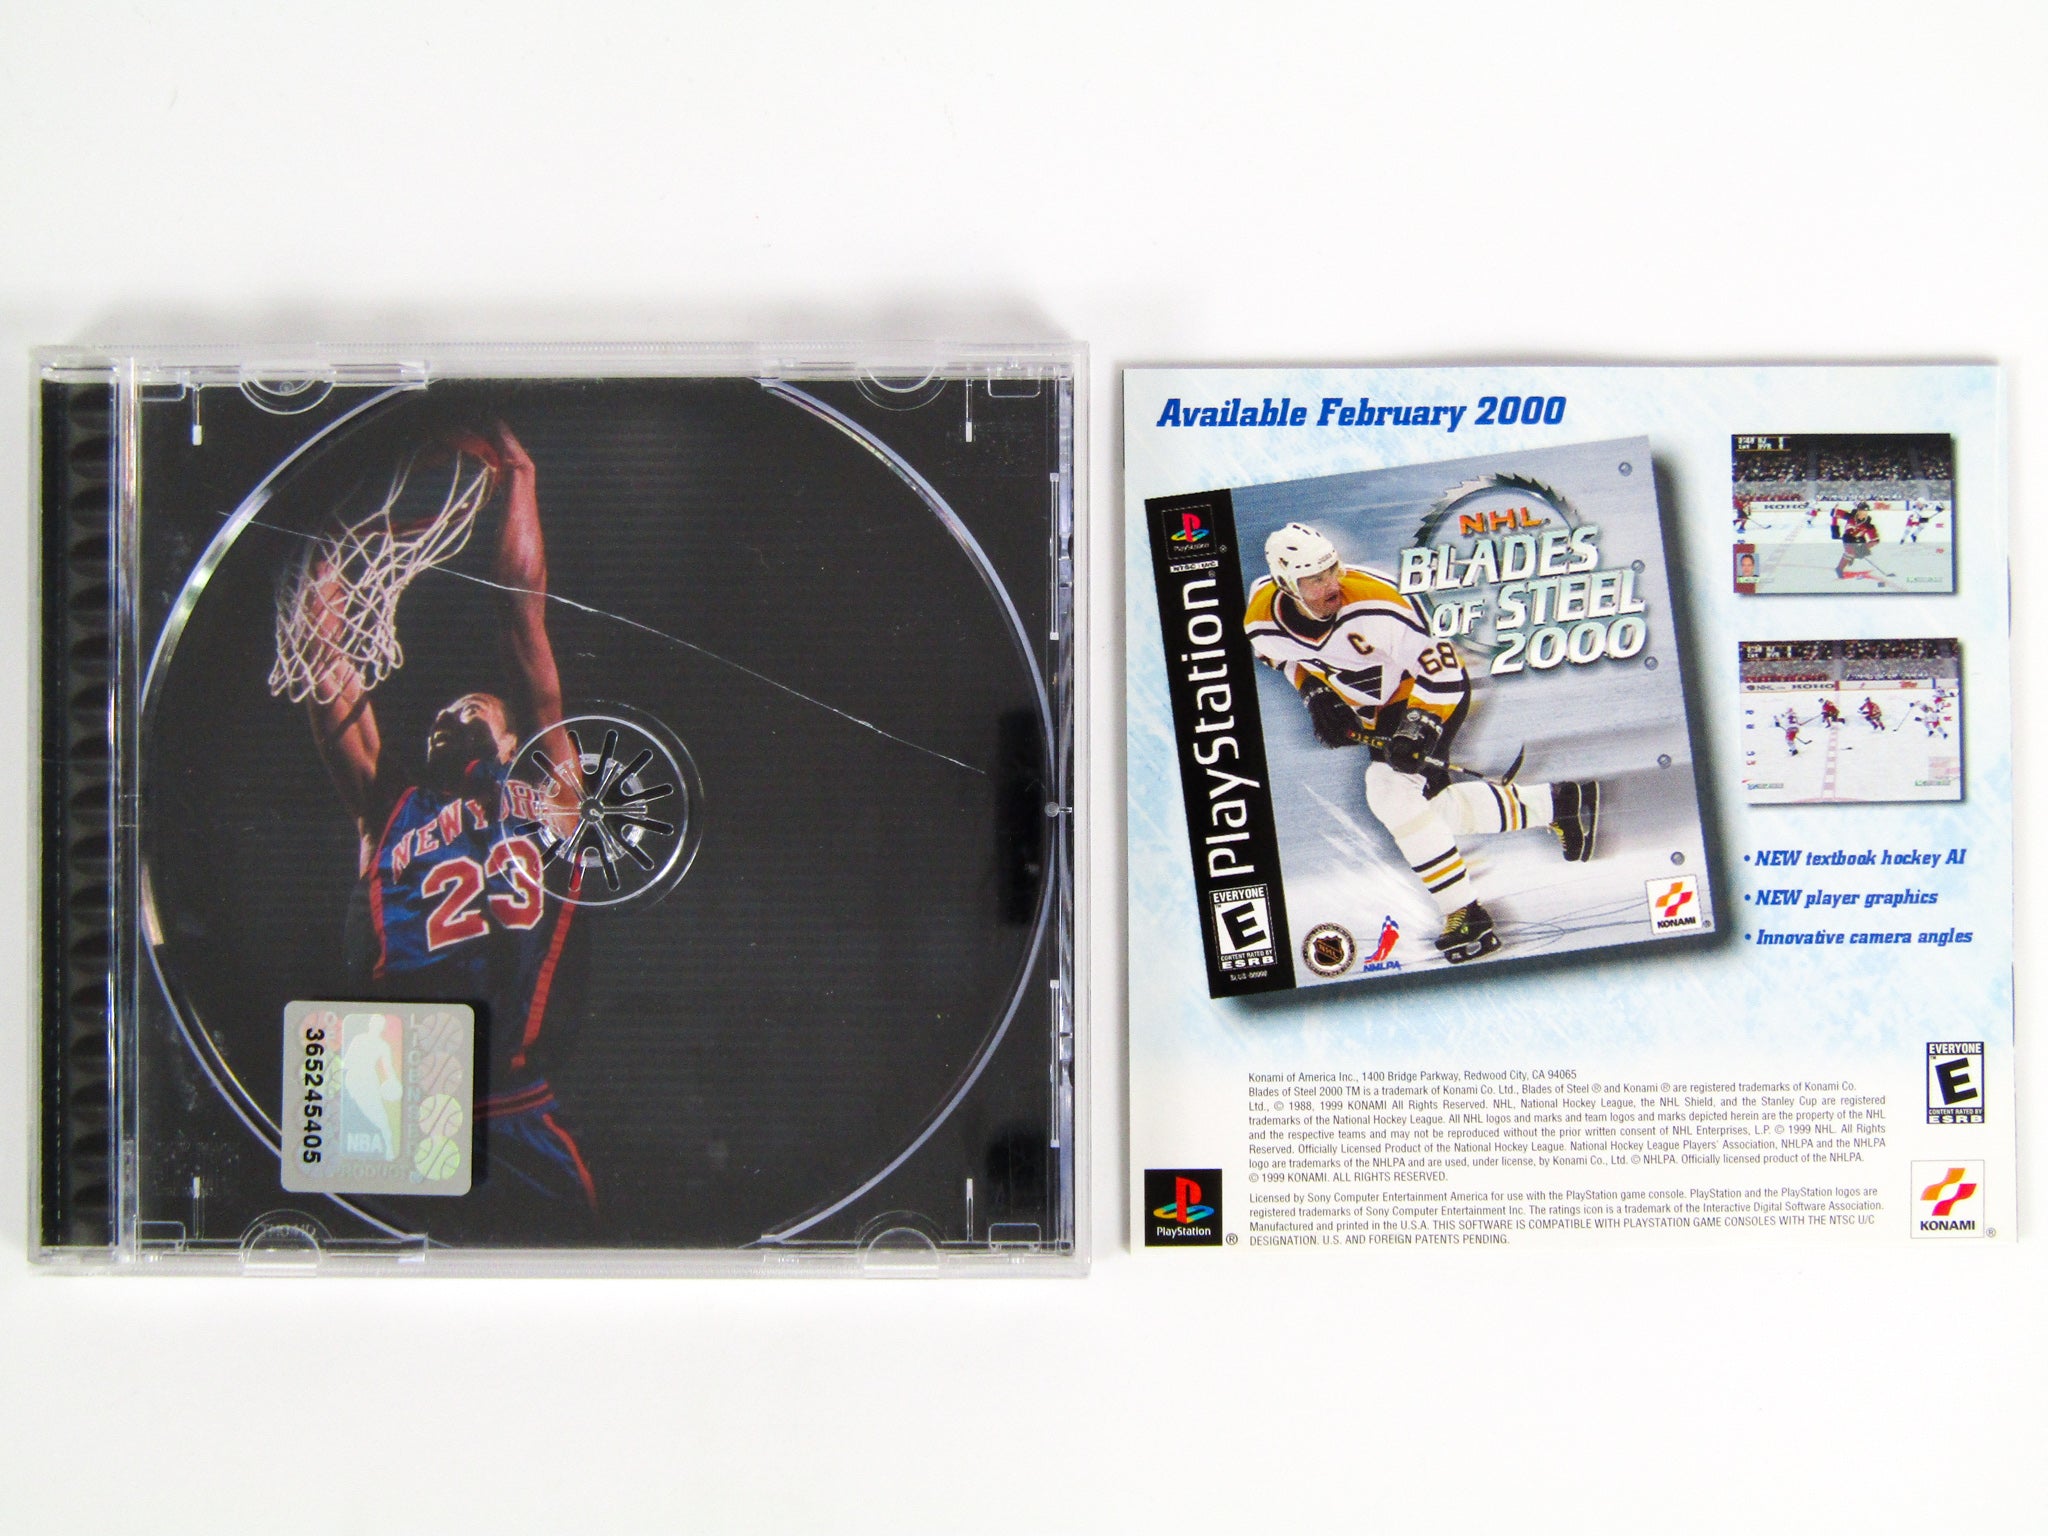 NEW YORK
23
365245405
OFFICIAL
LICENSED
NBA
PRODUCT
Available February 2000
PlayStation
NTSC U/C
PlayStation
NHL
BLADES
OF STEEL
2000
C
68
EVERYONE
E
CONTENT RATED BY
ESRB
NHL
NHLPA
KONAMI
KOHO
NHL KOHO
• NEW textbook hockey AI
• NEW player graphics
• Innovative camera angles
EVERYONE
E
CONTENT RATED BY
ESRB
Konami of America Inc., 1400 Bridge Parkway, Redwood City, CA 94065
Blades of Steel 2000 TM is a trademark of Konami Co. Ltd., Blades of Steel ® and Konami ® are registered trademarks of Konami Co.
Ltd., © 1988, 1999 KONAMI All Rights Reserved. NHL, National Hockey League, the NHL Shield, and the Stanley Cup are registered
trademarks of the National Hockey League. All NHL logos and marks and team logos and marks depicted herein are the property of the NHL
and the respective teams and may not be reproduced without the prior written consent of NHL Enterprises, L.P. © 1999 NHL. All Rights
Reserved. Officially Licensed Product of the National Hockey League. National Hockey League Players' Association, NHLPA and the NHLPA
logo are trademarks of the NHLPA and are used, under license, by Konami Co., Ltd. © NHLPA. Officially licensed product of the NHLPA.
© 1999 KONAMI. ALL RIGHTS RESERVED.
Licensed by Sony Computer Entertainment America for use with the PlayStation game console. PlayStation and the PlayStation logos are
registered trademarks of Sony Computer Entertainment Inc. The ratings icon is a trademark of the Interactive Digital Software Association.
Manufactured and printed in the U.S.A. THIS SOFTWARE IS COMPATIBLE WITH PLAYSTATION GAME CONSOLES WITH THE NTSC U/C
DESIGNATION. U.S. AND FOREIGN PATENTS PENDING.
PlayStation ®
KONAMI ®